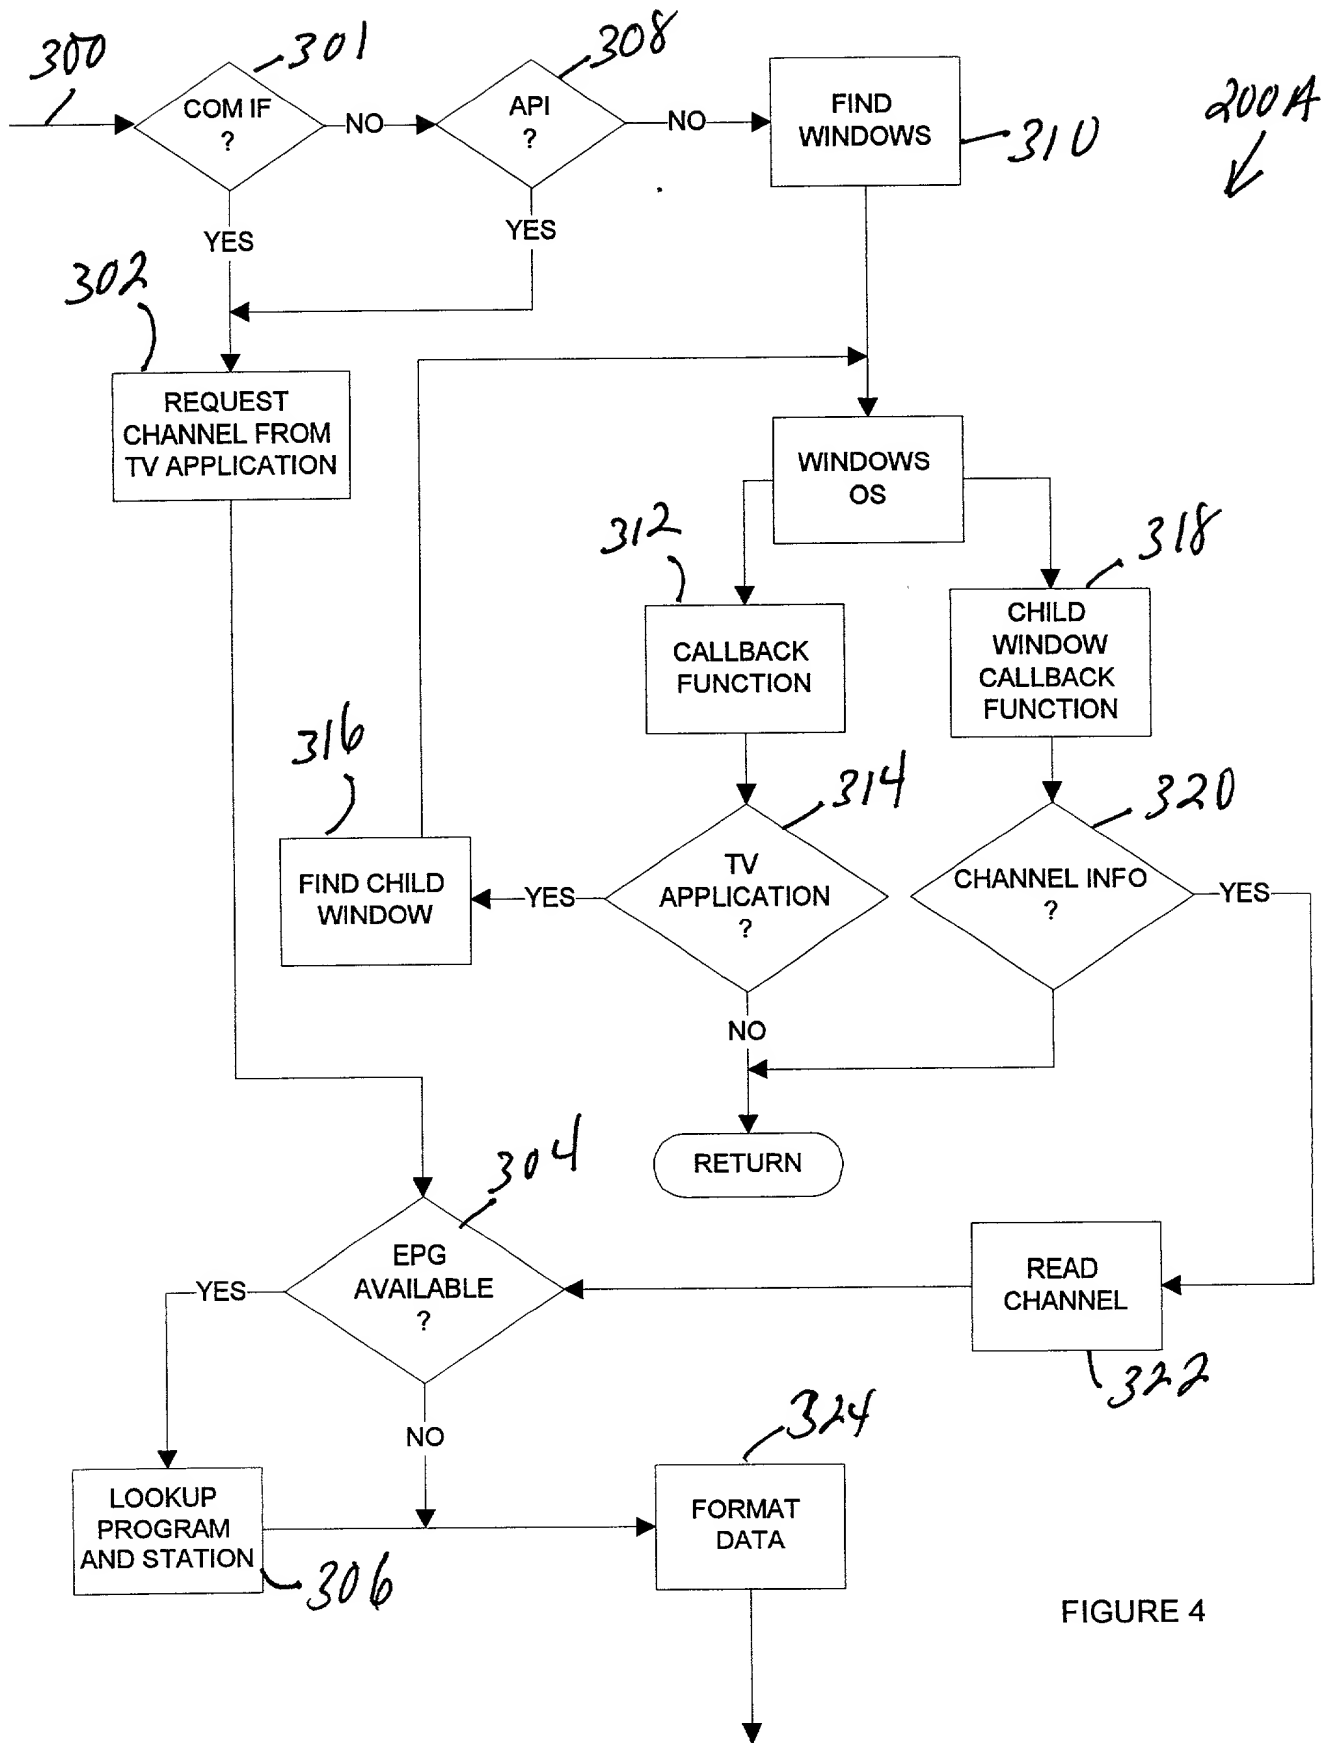 300
301
308
COM IF
?
NO
API
?
NO
FIND
WINDOWS
310
200A
YES
YES
302
REQUEST
CHANNEL FROM
TV APPLICATION
WINDOWS
OS
312
318
CALLBACK
FUNCTION
CHILD
WINDOW
CALLBACK
FUNCTION
316
314
320
FIND CHILD
WINDOW
YES
TV
APPLICATION
?
CHANNEL INFO
?
YES
NO
RETURN
304
EPG
AVAILABLE
?
YES
READ
CHANNEL
322
NO
324
LOOKUP
PROGRAM
AND STATION
306
FORMAT
DATA
FIGURE 4